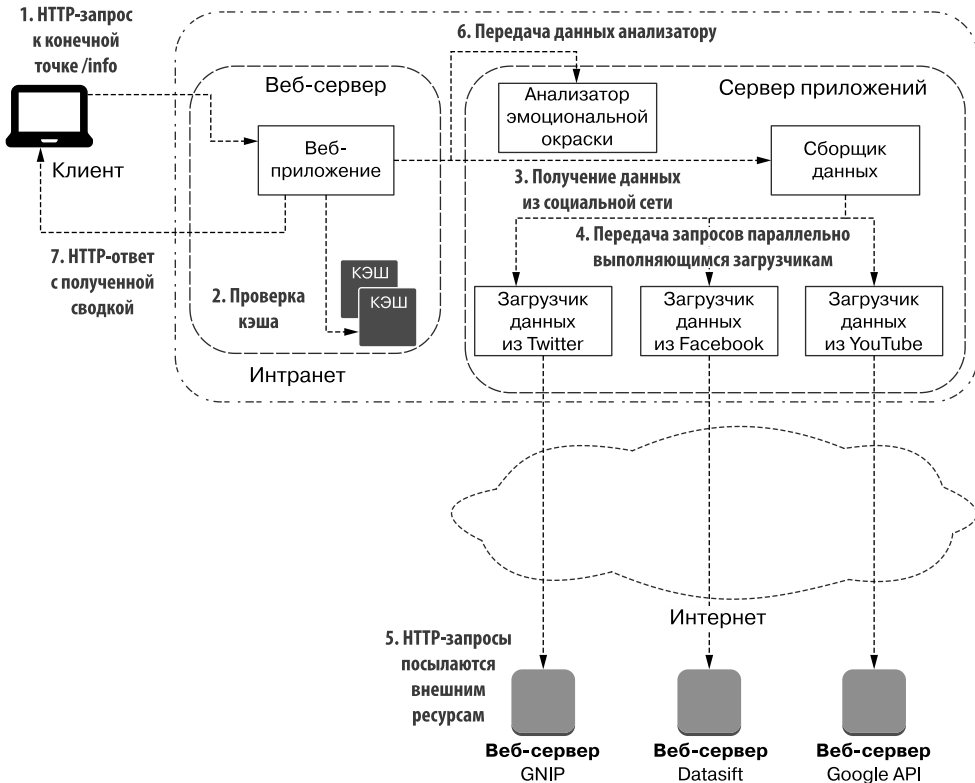 1. HTTP-запрос
к конечной
точке /info
Клиент
7. HTTP-ответ
с полученной
сводкой
Веб-сервер
Веб-
приложение
2. Проверка
кэша
КЭШ
КЭШ
Интранет
6. Передача данных анализатору
Сервер приложений
Анализатор
эмоциональной
окраски
Сборщик
данных
3. Получение данных
из социальной сети
4. Передача запросов параллельно
выполняющимся загрузчикам
Загрузчик
данных
из Twitter
Загрузчик
данных
из Facebook
Загрузчик
данных
из YouTube
Интернет
5. HTTP-запросы
посылаются
внешним
ресурсам
Веб-сервер
GNIP
Веб-сервер
Datasift
Веб-сервер
Google API